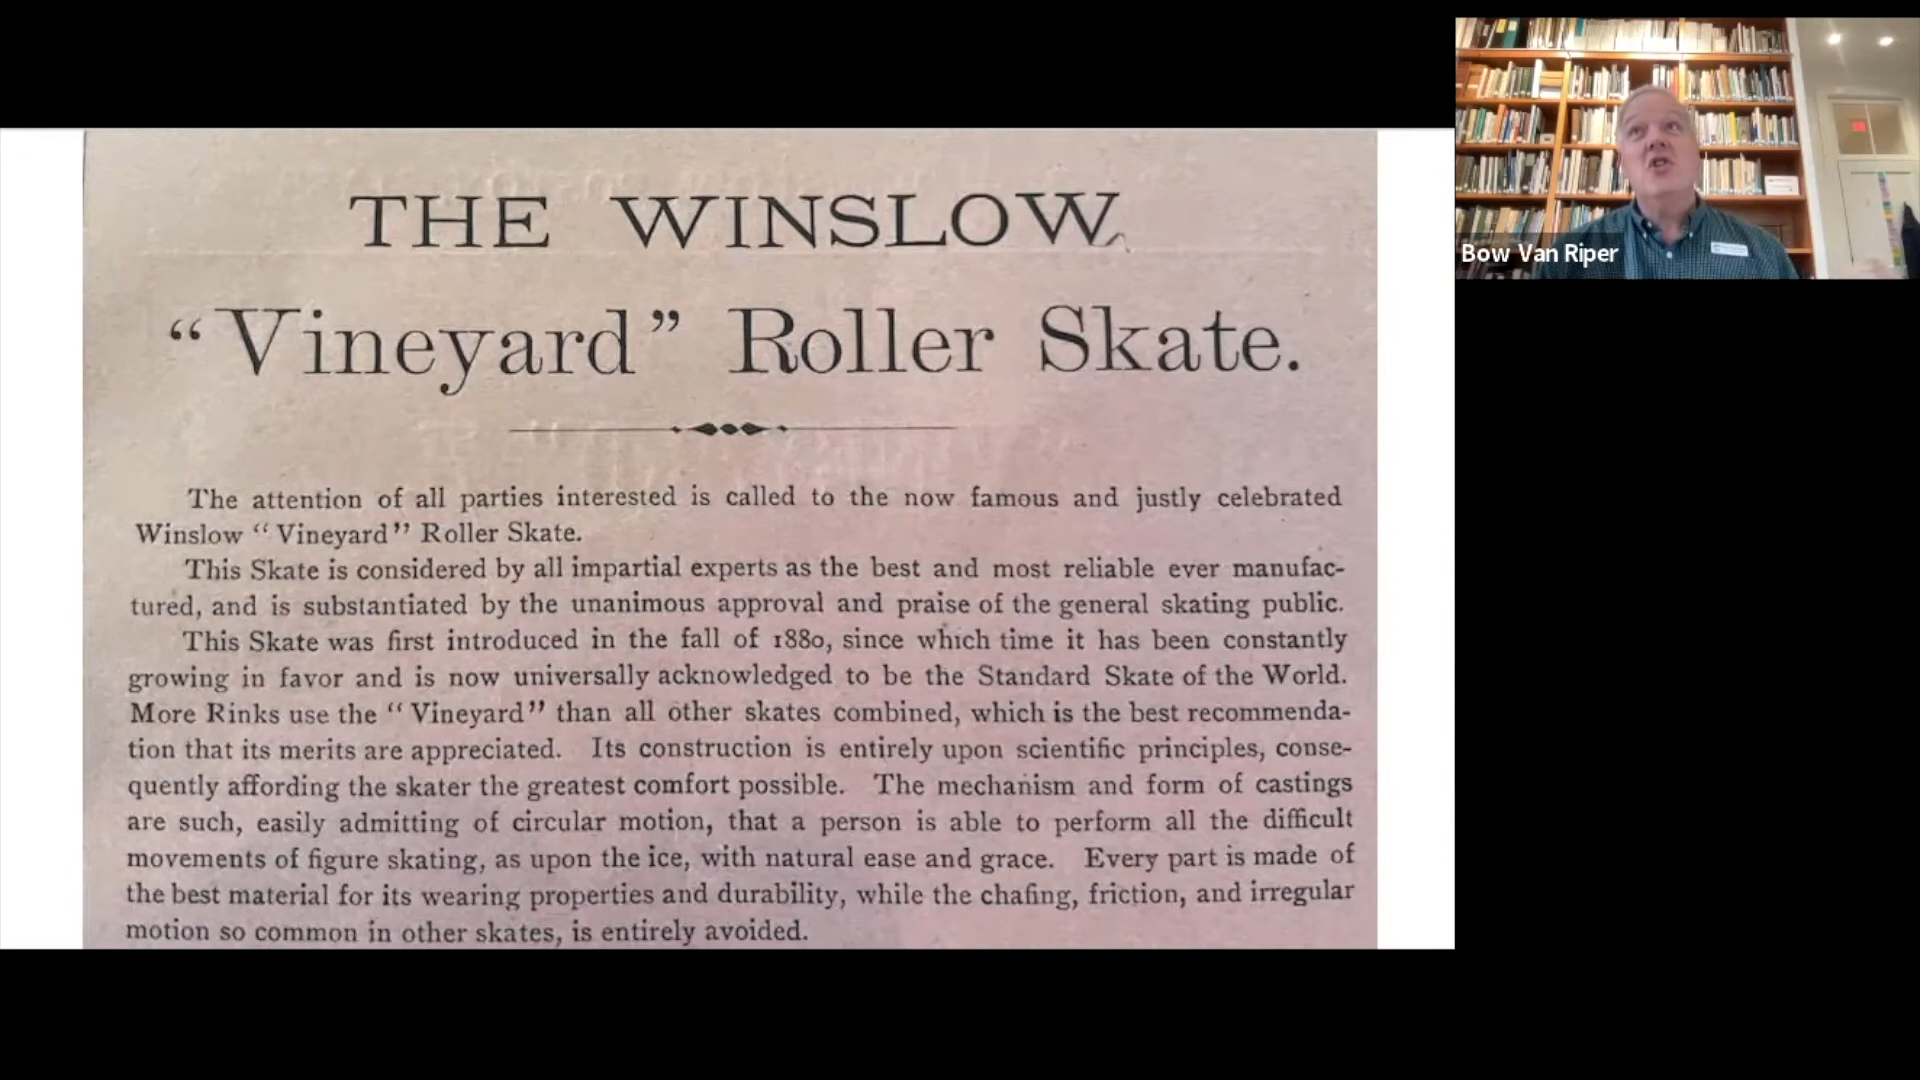 THE WINSLOW
“Vineyard” Roller Skate.
The attention of all parties interested is called to the now famous and justly celebrated
Winslow “Vineyard” Roller Skate.
This Skate is considered by all impartial experts as the best and most reliable ever manufac-
tured, and is substantiated by the unanimous approval and praise of the general skating public.
This Skate was first introduced in the fall of 1880, since which time it has been constantly
growing in favor and is now universally acknowledged to be the Standard Skate of the World.
More Rinks use the “Vineyard” than all other skates combined, which is the best recommenda-
tion that its merits are appreciated. Its construction is entirely upon scientific principles, conse-
quently affording the skater the greatest comfort possible. The mechanism and form of castings
are such, easily admitting of circular motion, that a person is able to perform all the difficult
movements of figure skating, as upon the ice, with natural ease and grace. Every part is made of
the best material for its wearing properties and durability, while the chafing, friction, and irregular
motion so common in other skates, is entirely avoided.
Bow Van Riper